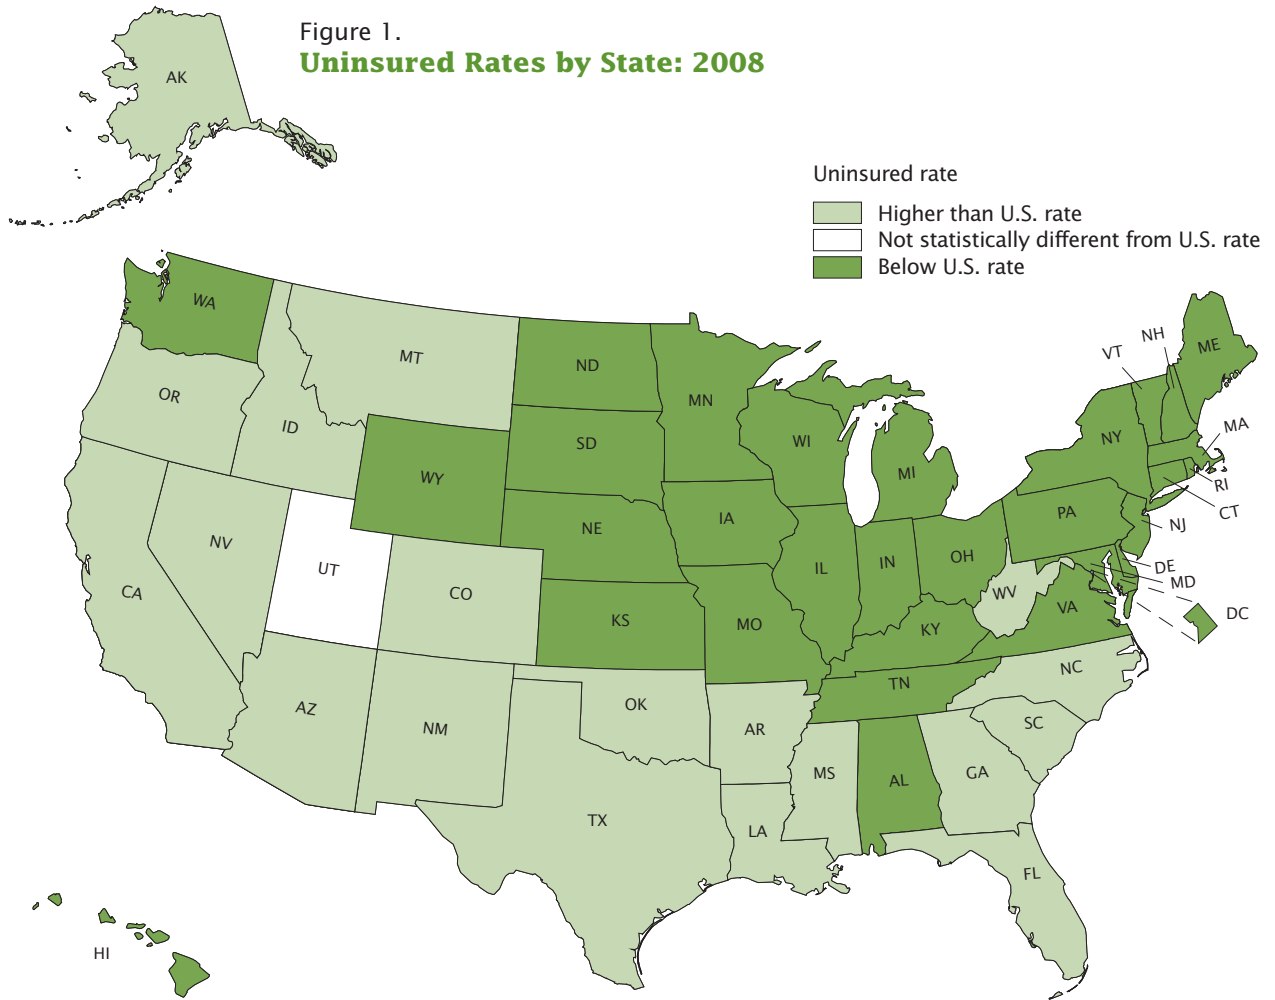 Figure 1.
Uninsured Rates by State: 2008
AK
Uninsured rate
Higher than U.S. rate
Not statistically different from U.S. rate
Below U.S. rate
WA
MT
ND
MN
VT
NH
ME
OR
ID
SD
WI
MI
NY
MA
WY
RI
NV
UT
NE
IA
PA
CT
NJ
CA
CO
IL
IN
OH
DE
MD
WV
VA
DC
KS
MO
KY
AZ
NM
OK
TN
NC
AR
SC
TX
MS
AL
GA
LA
FL
HI